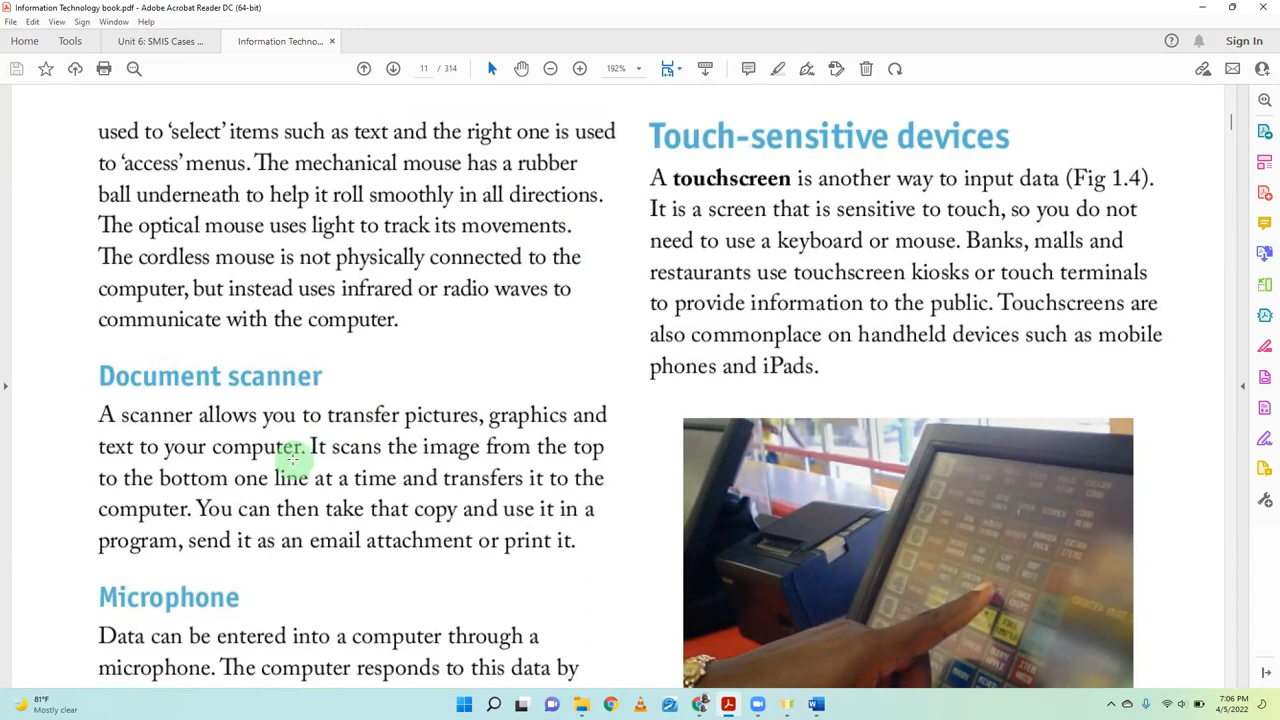 Information Technology book.pdf - Adobe Acrobat Reader DC (64-bit)
File Edit View Sign Window Help
Home Tools Unit 6: SMIS Cases ... Information Techno... ×
11 / 314 192%
Sign In
used to ‘select’ items such as text and the right one is used
to ‘access’ menus. The mechanical mouse has a rubber
ball underneath to help it roll smoothly in all directions.
The optical mouse uses light to track its movements.
The cordless mouse is not physically connected to the
computer, but instead uses infrared or radio waves to
communicate with the computer.
Document scanner
A scanner allows you to transfer pictures, graphics and
text to your computer. It scans the image from the top
to the bottom one line at a time and transfers it to the
computer. You can then take that copy and use it in a
program, send it as an email attachment or print it.
Microphone
Data can be entered into a computer through a
microphone. The computer responds to this data by
Touch-sensitive devices
A touchscreen is another way to input data (Fig 1.4).
It is a screen that is sensitive to touch, so you do not
need to use a keyboard or mouse. Banks, malls and
restaurants use touchscreen kiosks or touch terminals
to provide information to the public. Touchscreens are
also commonplace on handheld devices such as mobile
phones and iPads.
81°F
Mostly clear
7:06 PM
4/5/2022